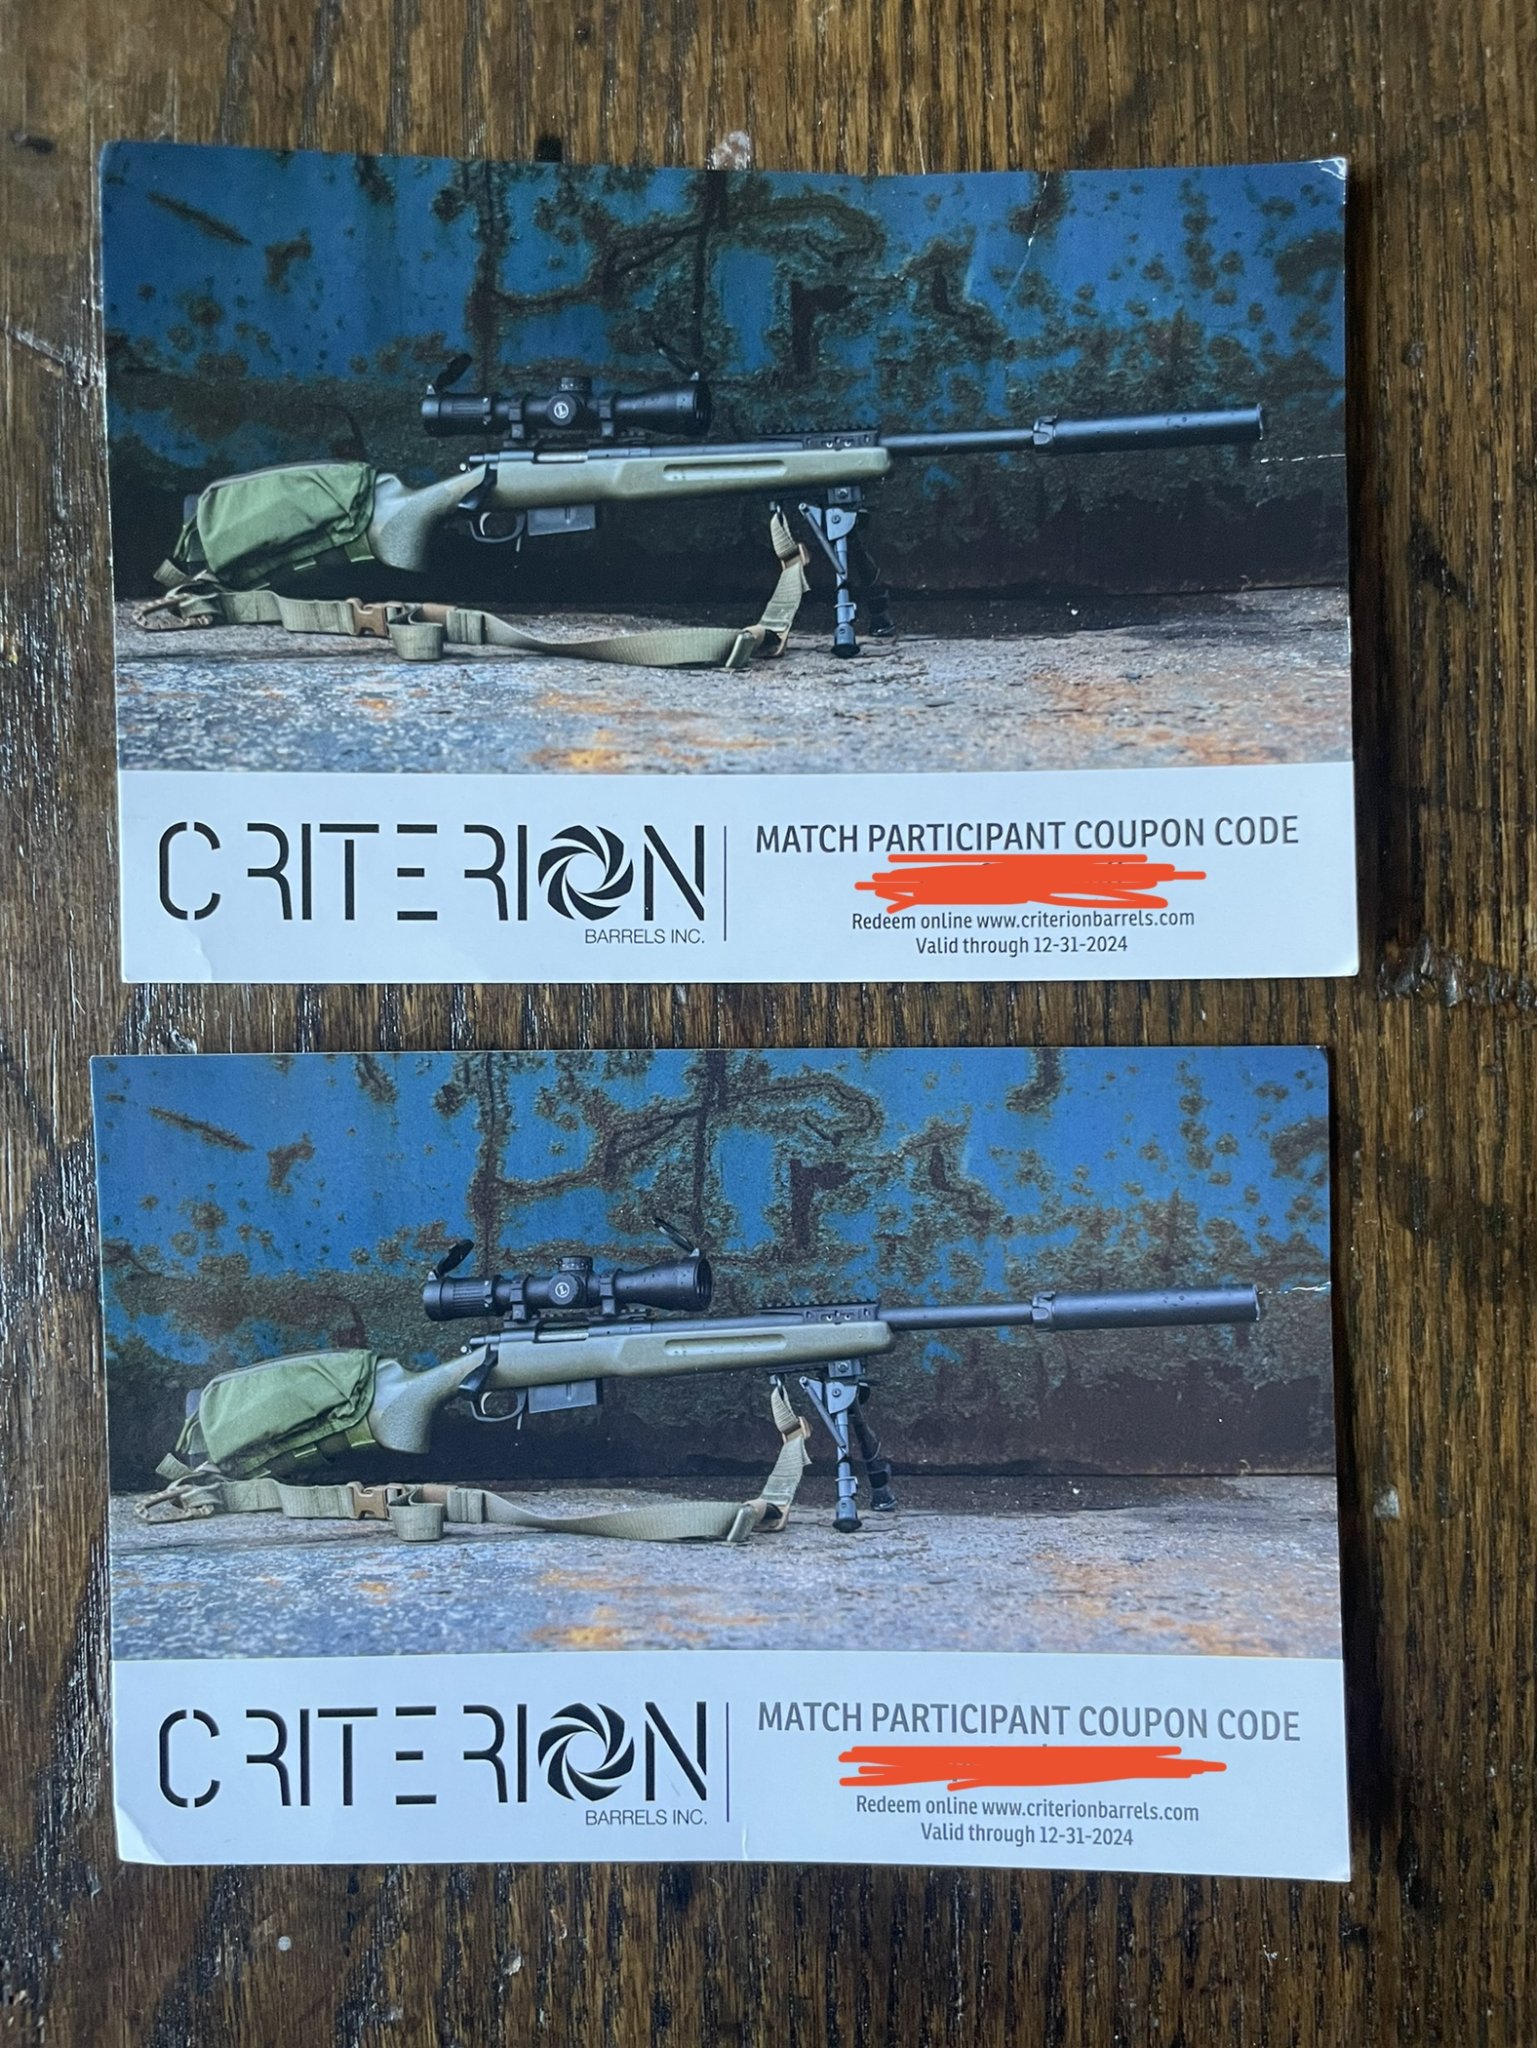 CRITERION
BARRELS INC.
MATCH PARTICIPANT COUPON CODE
Redeem online www.criterionbarrels.com
Valid through 12-31-2024
CRITERION
BARRELS INC.
MATCH PARTICIPANT COUPON CODE
Redeem online www.criterionbarrels.com
Valid through 12-31-2024